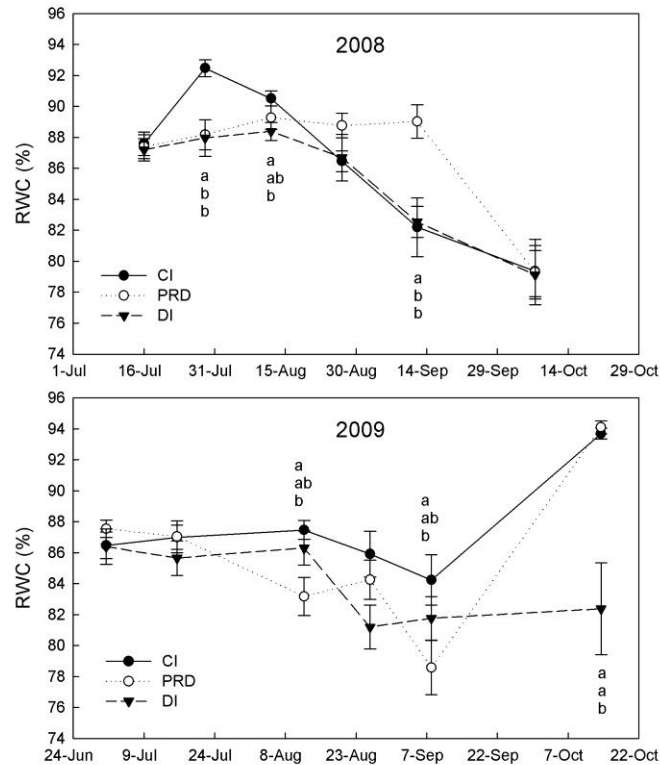 96
2008
94
92
90
88
86
84
82
80
78
76
74
RWC (%)
a
b
b
a
ab
b
a
b
b
CI
PRD
DI
1-Jul 16-Jul 31-Jul 15-Aug 30-Aug 14-Sep 29-Sep 14-Oct 29-Oct
96
2009
94
92
90
88
86
84
82
80
78
76
74
RWC (%)
a
ab
b
a
ab
b
a
a
b
CI
PRD
DI
24-Jun 9-Jul 24-Jul 8-Aug 23-Aug 7-Sep 22-Sep 7-Oct 22-Oct